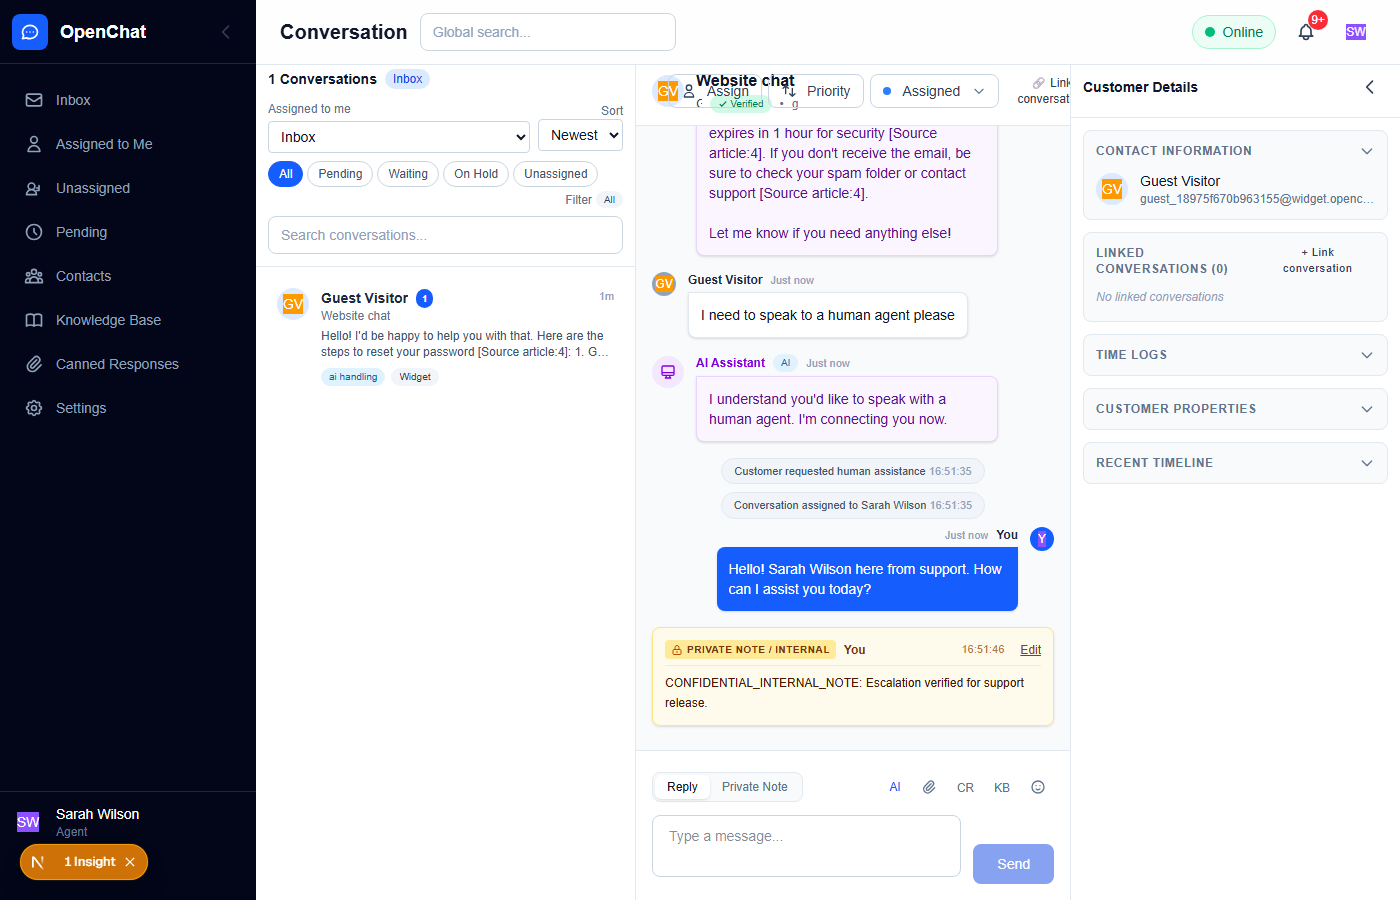 OpenChat
Conversation
Global search...
Online
9+
SW
Inbox
Assigned to Me
Unassigned
Pending
Contacts
Knowledge Base
Canned Responses
Settings
Sarah Wilson
SW
Agent
1 Insight
1 Conversations Inbox
Assigned to me
Sort
Inbox
Newest
All Pending Waiting On Hold Unassigned
Filter All
Search conversations...
GV
Guest Visitor 1
1m
Website chat
Hello! I'd be happy to help you with that. Here are the
steps to reset your password [Source article:4]: 1. G...
ai handling Widget
GV
Website chat
Assign
Priority
Assigned
Verified
• g
Link
conversat
expires in 1 hour for security [Source
article:4]. If you don't receive the email, be
sure to check your spam folder or contact
support [Source article:4].
Let me know if you need anything else!
GV
Guest Visitor Just now
I need to speak to a human agent please
AI Assistant AI Just now
I understand you'd like to speak with a
human agent. I'm connecting you now.
Customer requested human assistance 16:51:35
Conversation assigned to Sarah Wilson 16:51:35
Just now You
Y
Hello! Sarah Wilson here from support. How
can I assist you today?
PRIVATE NOTE / INTERNAL You 16:51:46 Edit
CONFIDENTIAL_INTERNAL_NOTE: Escalation verified for support
release.
Reply Private Note
AI CR KB
Type a message...
Send
Customer Details
CONTACT INFORMATION
GV
Guest Visitor
guest_18975f670b963155@widget.openc...
LINKED
CONVERSATIONS (0)
+ Link
conversation
No linked conversations
TIME LOGS
CUSTOMER PROPERTIES
RECENT TIMELINE